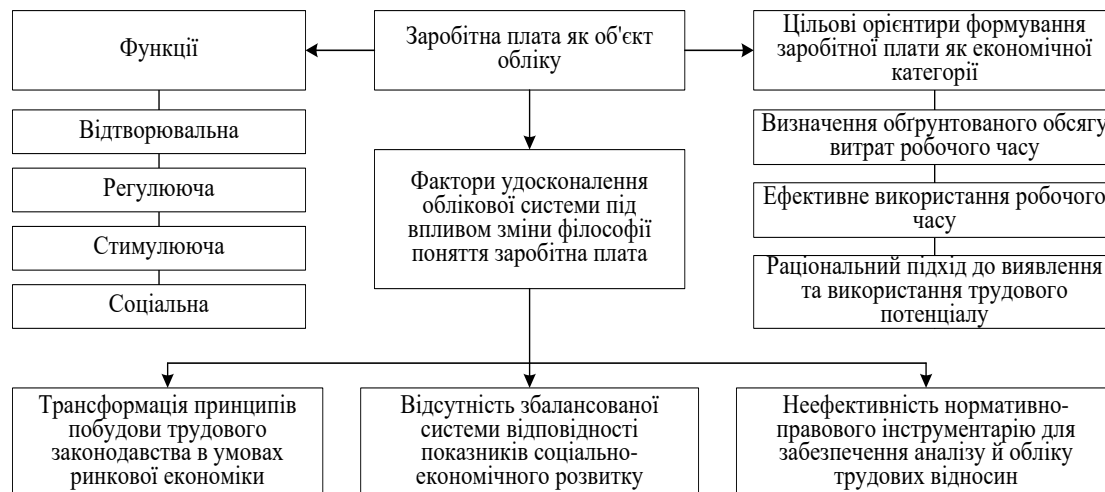 Функції
Відтворювальна
Регулююча
Стимулююча
Соціальна
Заробітна плата як об'єкт
обліку
Фактори удосконалення
облікової системи під
впливом зміни філософії
поняття заробітна плата
Цільові орієнтири формування
заробітної плати як економічної
категорії
Визначення обґрунтованого обсягу
витрат робочого часу
Ефективне використання робочого
часу
Раціональний підхід до виявлення
та використання трудового
потенціалу
Трансформація принципів
побудови трудового
законодавства в умовах
ринкової економіки
Відсутність збалансованої
системи відповідності
показників соціально-
економічного розвитку
Неефективність нормативно-
правового інструментарію для
забезпечення аналізу й обліку
трудових відносин